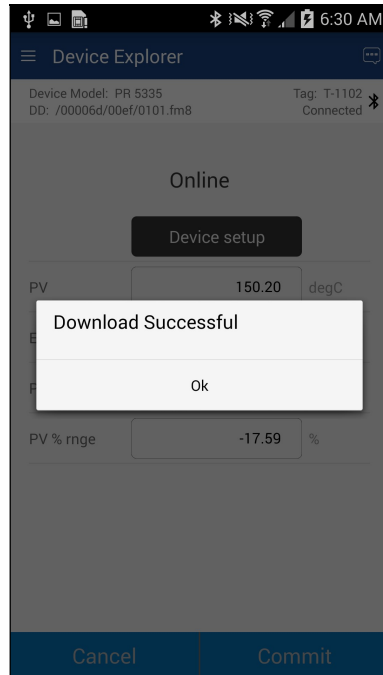 6:30 AM
Device Explorer
Device Model: PR 5335
Tag: T-1102
DD: /00006d/00ef/0101.fm8
Connected
Online
Device setup
PV
150.20
degC
Download Successful
Ok
PV % rnge
-17.59
%
Cancel
Commit